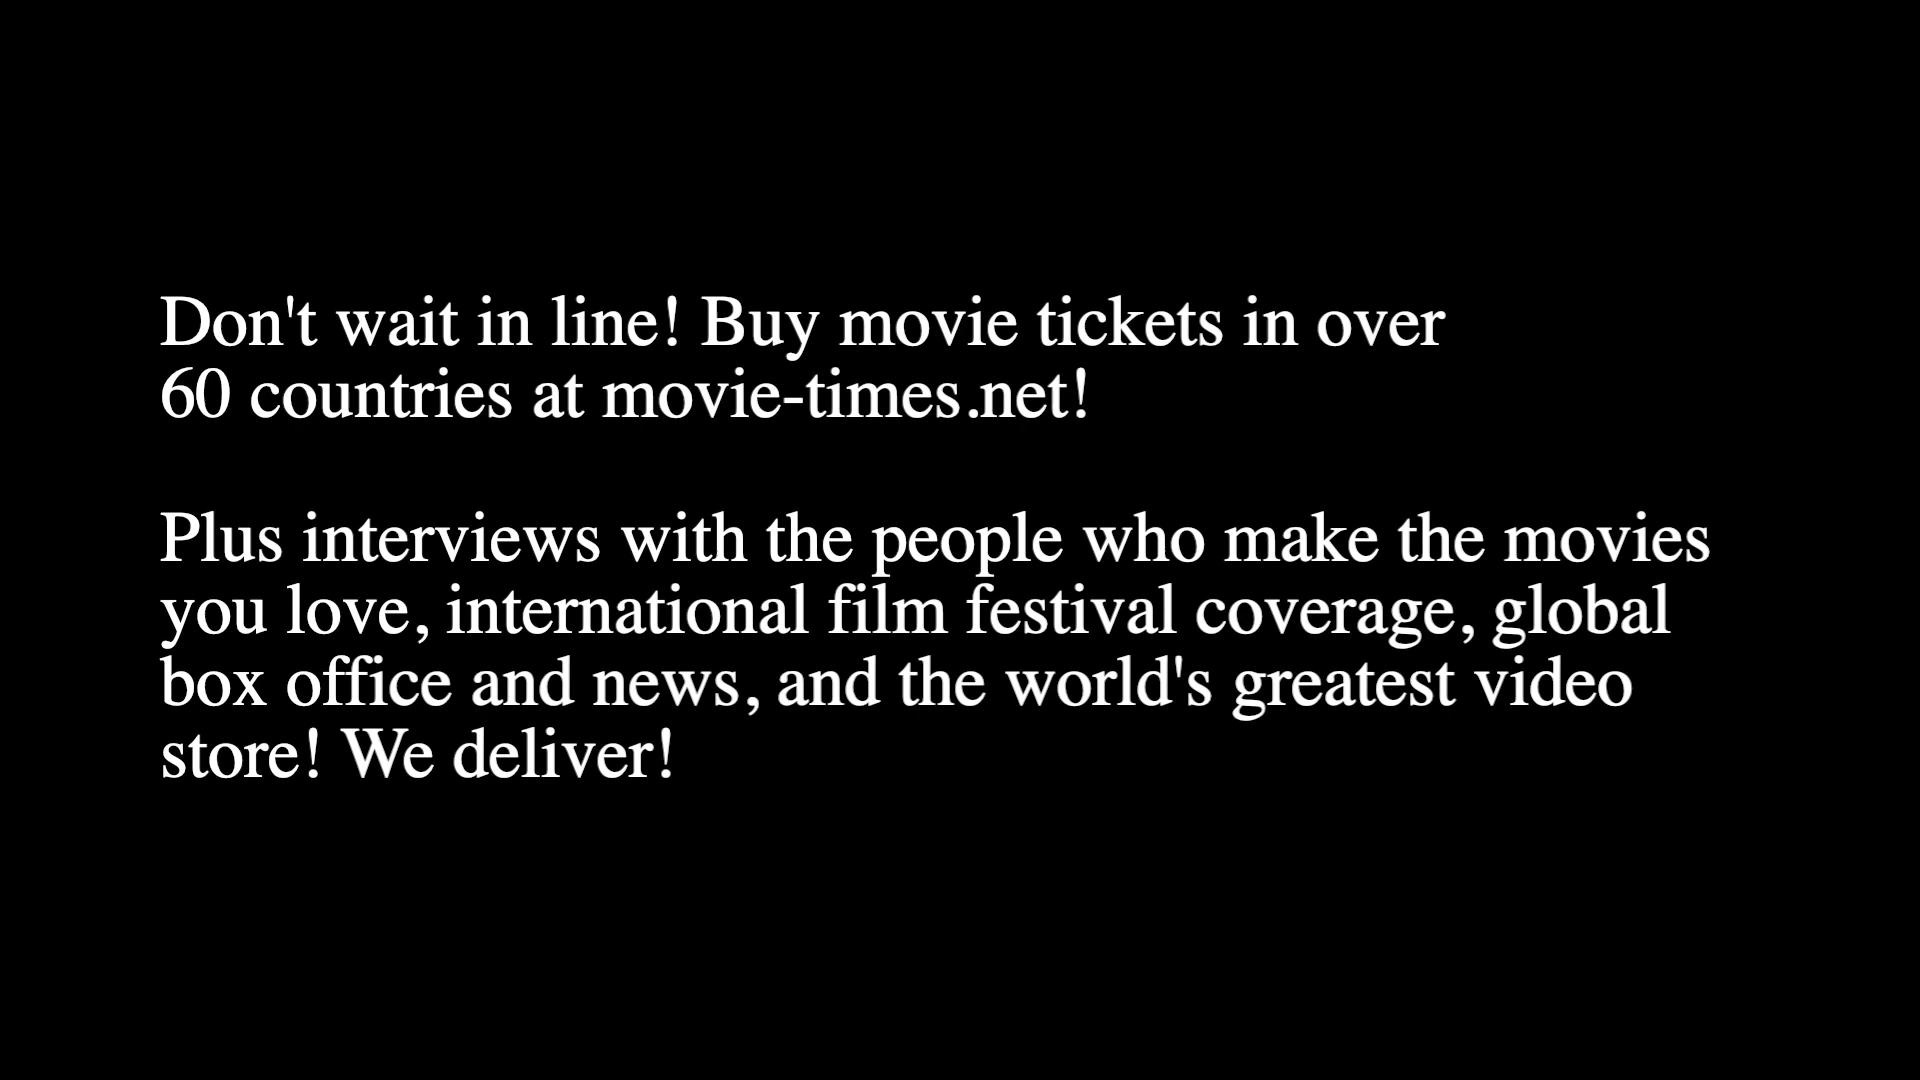 Don't wait in line! Buy movie tickets in over
60 countries at movie-times.net!
Plus interviews with the people who make the movies
you love, international film festival coverage, global
box office and news, and the world's greatest video
store! We deliver!